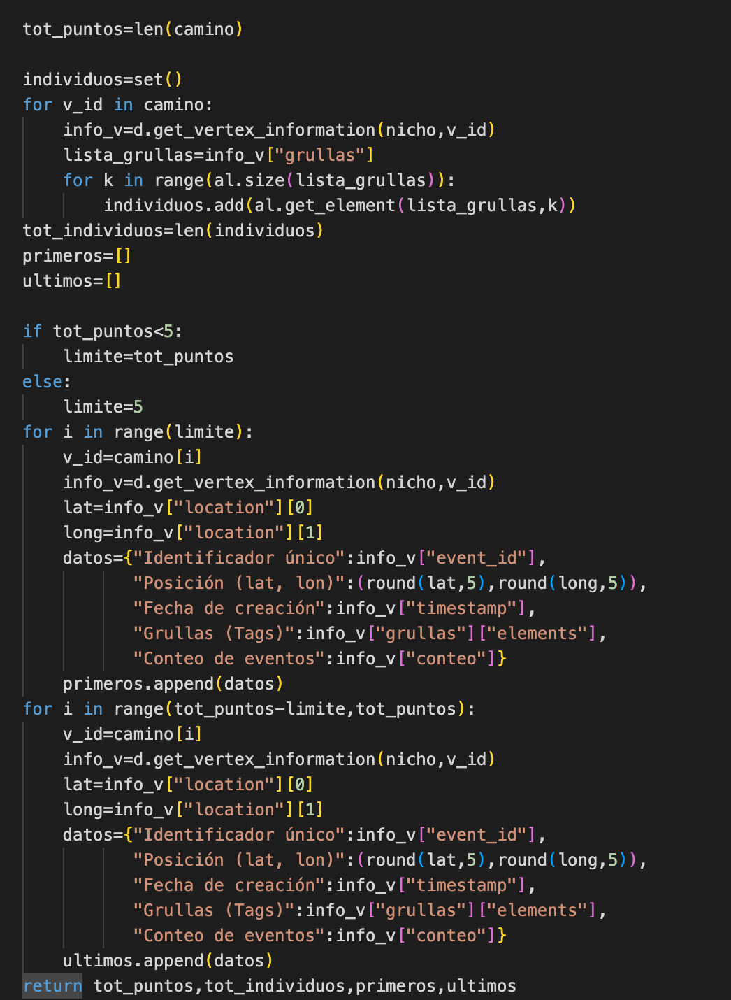 tot_puntos=len(camino)

individuos=set()
for v_id in camino:
    info_v=d.get_vertex_information(nicho,v_id)
    lista_grullas=info_v["grullas"]
    for k in range(al.size(lista_grullas)):
        individuos.add(al.get_element(lista_grullas,k))
tot_individuos=len(individuos)
primeros=[]
ultimos=[]

if tot_puntos<5:
    limite=tot_puntos
else:
    limite=5
for i in range(limite):
    v_id=camino[i]
    info_v=d.get_vertex_information(nicho,v_id)
    lat=info_v["location"][0]
    long=info_v["location"][1]
    datos={"Identificador único":info_v["event_id"],
           "Posición (lat, lon)":(round(lat,5),round(long,5)),
           "Fecha de creación":info_v["timestamp"],
           "Grullas (Tags)":info_v["grullas"]["elements"],
           "Conteo de eventos":info_v["conteo"]}
    primeros.append(datos)
for i in range(tot_puntos-limite,tot_puntos):
    v_id=camino[i]
    info_v=d.get_vertex_information(nicho,v_id)
    lat=info_v["location"][0]
    long=info_v["location"][1]
    datos={"Identificador único":info_v["event_id"],
           "Posición (lat, lon)":(round(lat,5),round(long,5)),
           "Fecha de creación":info_v["timestamp"],
           "Grullas (Tags)":info_v["grullas"]["elements"],
           "Conteo de eventos":info_v["conteo"]}
    ultimos.append(datos)
return tot_puntos,tot_individuos,primeros,ultimos